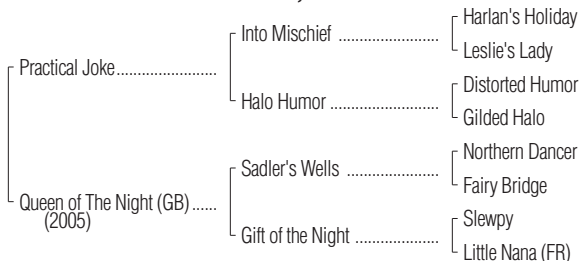 Harlan's Holiday
Into Mischief ........................
Leslie's Lady
Practical Joke......................
Distorted Humor
Halo Humor ..........................
Gilded Halo
Northern Dancer
Sadler's Wells ......................
Fairy Bridge
Queen of The Night (GB) ......
(2005)
Slewpy
Gift of the Night ....................
Little Nana (FR)